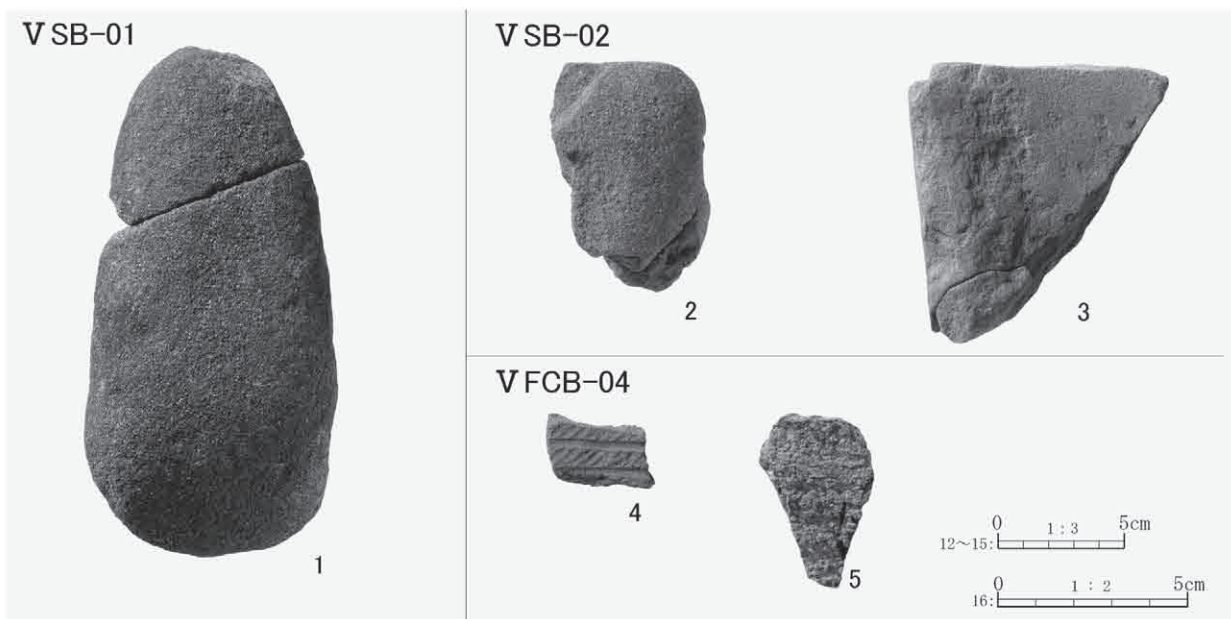 V SB-01
1
V SB-02
2
3
V FCB-04
4
5
0 1:3 5cm
12～15:
0 1 : 2 5cm
16: